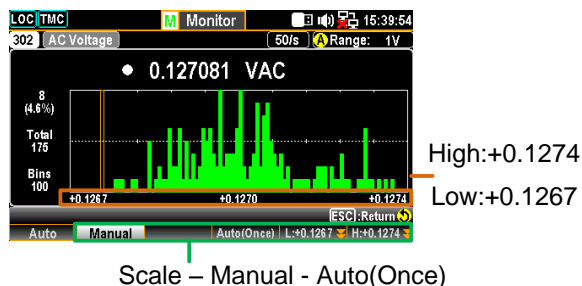 LOC TMC M Monitor 15:39:54
302 AC Voltage 50/s A Range: 1V
0.127081 VAC
8
(4.6%)
Total
175
Bins
100
+0.1267 +0.1270 +0.1274
High:+0.1274
Low:+0.1267
ESC :Return
Auto Manual Auto(Once) L:+0.1267 H:+0.1274
Scale – Manual - Auto(Once)